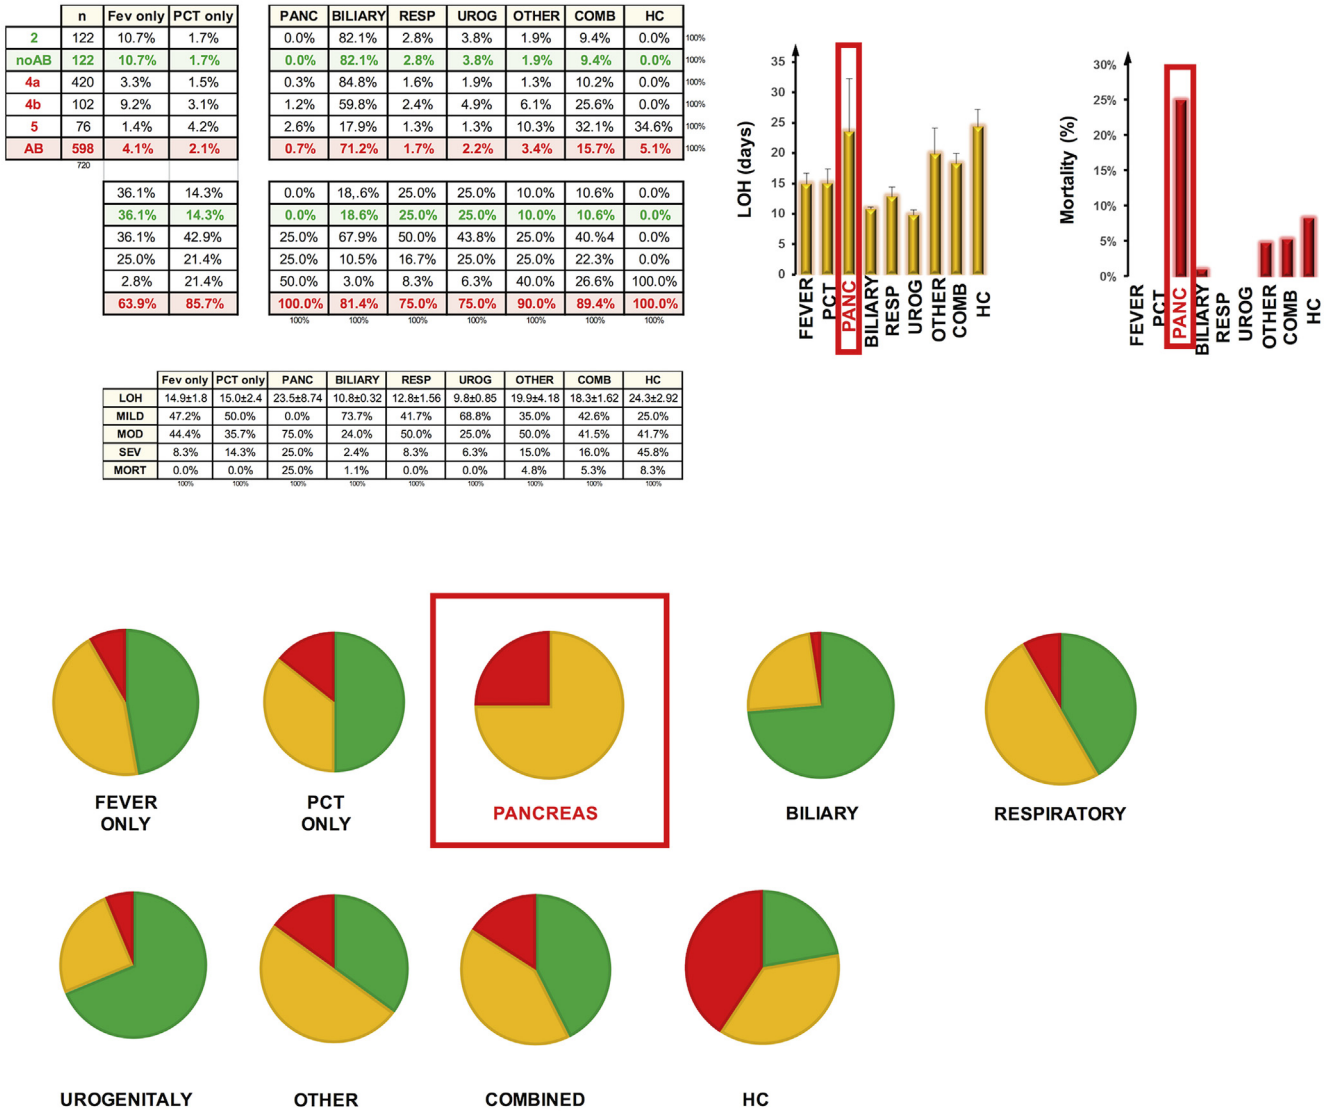 n Fev only PCT only PANC BILIARY RESP UROG OTHER COMB HC
2 122 10.7% 1.7% 0.0% 82.1% 2.8% 3.8% 1.9% 9.4% 0.0% 100%
noAB 122 10.7% 1.7% 0.0% 82.1% 2.8% 3.8% 1.9% 9.4% 0.0% 100%
4a 420 3.3% 1.5% 0.3% 84.8% 1.6% 1.9% 1.3% 10.2% 0.0% 100%
4b 102 9.2% 3.1% 1.2% 59.8% 2.4% 4.9% 6.1% 25.6% 0.0% 100%
5 76 1.4% 4.2% 2.6% 17.9% 1.3% 1.3% 10.3% 32.1% 34.6% 100%
AB 598 4.1% 2.1% 0.7% 71.2% 1.7% 2.2% 3.4% 15.7% 5.1% 100%
720
36.1% 14.3% 0.0% 18,.6% 25.0% 25.0% 10.0% 10.6% 0.0%
36.1% 14.3% 0.0% 18.6% 25.0% 25.0% 10.0% 10.6% 0.0%
36.1% 42.9% 25.0% 67.9% 50.0% 43.8% 25.0% 40.%4 0.0%
25.0% 21.4% 25.0% 10.5% 16.7% 25.0% 25.0% 22.3% 0.0%
2.8% 21.4% 50.0% 3.0% 8.3% 6.3% 40.0% 26.6% 100.0%
63.9% 85.7% 100.0% 81.4% 75.0% 75.0% 90.0% 89.4% 100.0%
100% 100% 100% 100% 100% 100% 100%
LOH (days)
35
30
25
20
15
10
5
0
FEVER PCT PANC BILIARY RESP UROG OTHER COMB HC
Mortality (%)
30%
25%
20%
15%
10%
5%
0%
FEVER PCT PANC BILIARY RESP UROG OTHER COMB HC
Fev only PCT only PANC BILIARY RESP UROG OTHER COMB HC
LOH 14.9±1.8 15.0±2.4 23.5±8.74 10.8±0.32 12.8±1.56 9.8±0.85 19.9±4.18 18.3±1.62 24.3±2.92
MILD 47.2% 50.0% 0.0% 73.7% 41.7% 68.8% 35.0% 42.6% 25.0%
MOD 44.4% 35.7% 75.0% 24.0% 50.0% 25.0% 50.0% 41.5% 41.7%
SEV 8.3% 14.3% 25.0% 2.4% 8.3% 6.3% 15.0% 16.0% 45.8%
MORT 0.0% 0.0% 25.0% 1.1% 0.0% 0.0% 4.8% 5.3% 8.3%
100% 100% 100% 100% 100% 100% 100% 100% 100%
FEVER
ONLY
PCT
ONLY
PANCREAS
BILIARY
RESPIRATORY
UROGENITALY
OTHER
COMBINED
HC